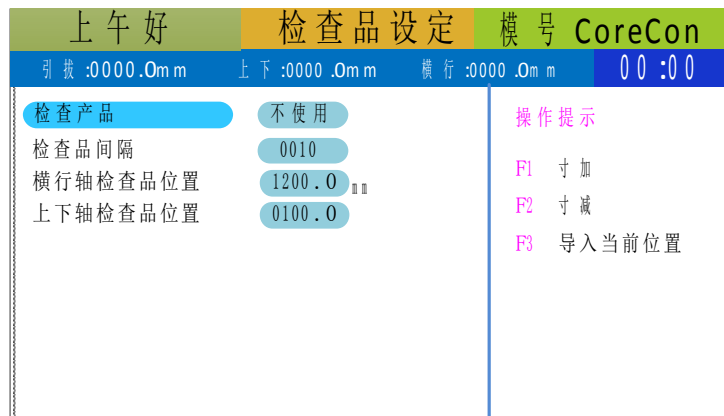 上午好 检查品设定 模号 CoreCon
引拔:0000.0mm 上下:0000.0mm 横行:0000.0mm 00:00
检查产品 不使用
检查品间隔 0010
横行轴检查品位置 1200.0 mm
上下轴检查品位置 0100.0
操作提示
F1 寸加
F2 寸减
F3 导入当前位置